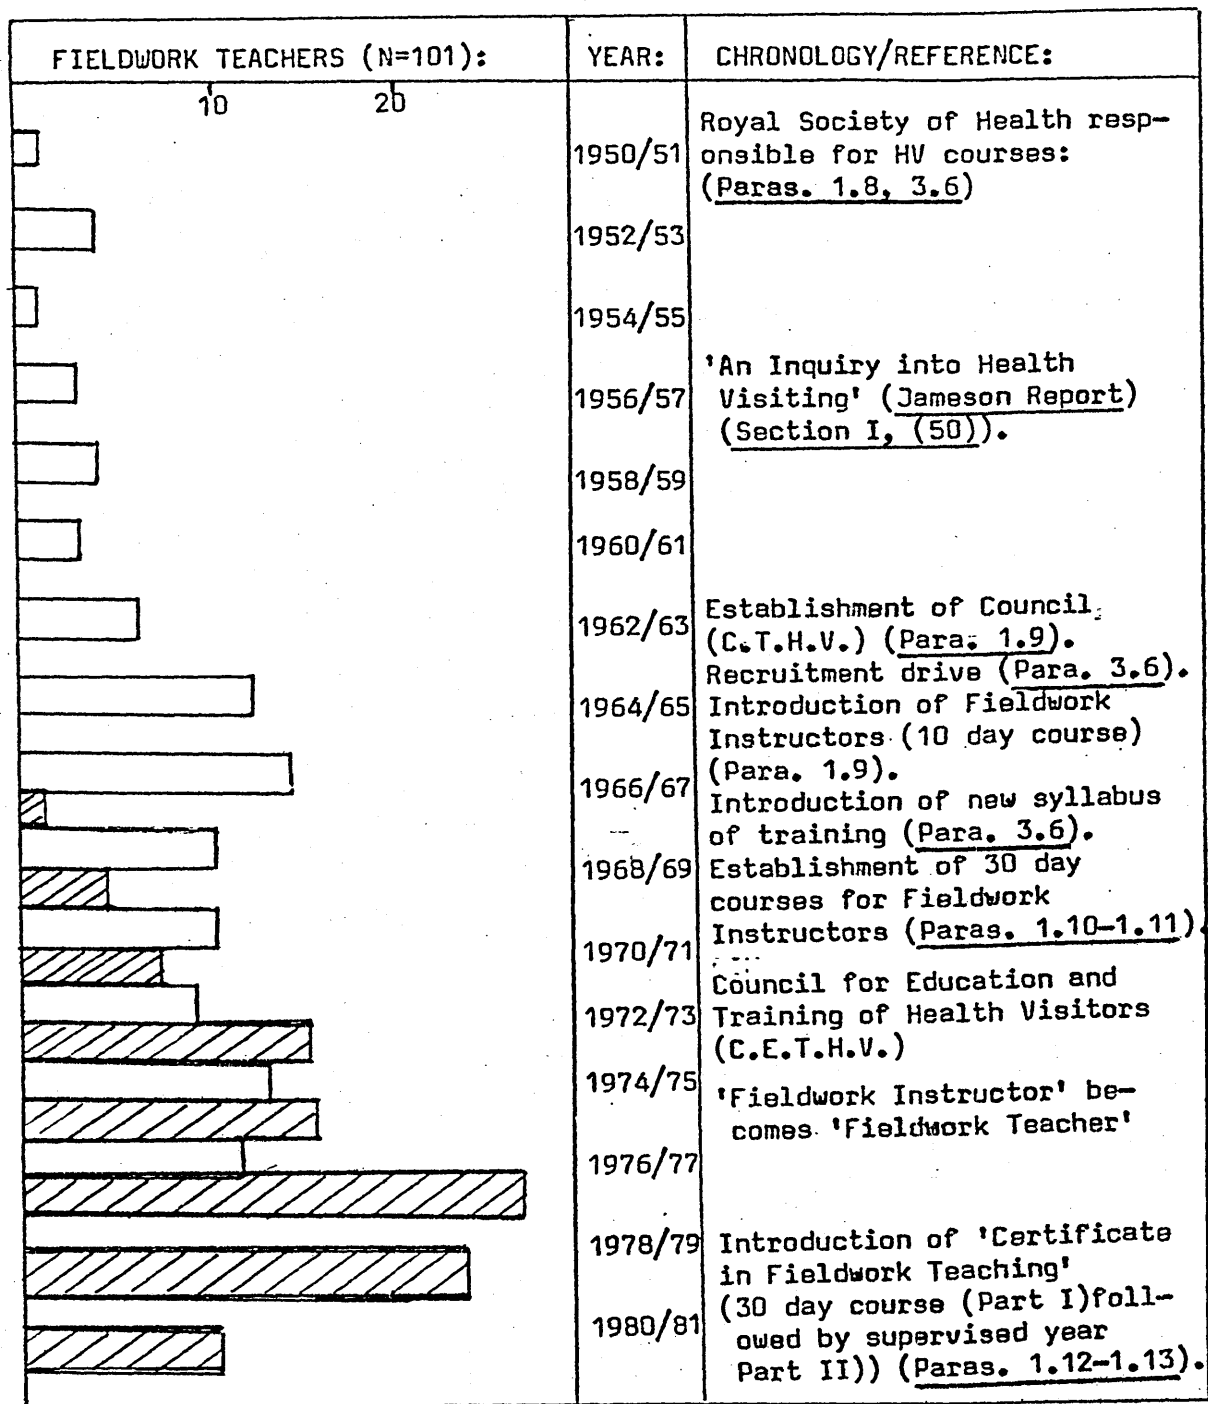 FIELDWORK TEACHERS (N=101):
YEAR:
CHRONOLOGY/REFERENCE:
10
20
1950/51
Royal Society of Health resp-
onsible for HV courses:
(Paras. 1.8, 3.6)
1952/53
1954/55
1956/57
'An Inquiry into Health
Visiting' (Jameson Report)
(Section I, (50)).
1958/59
1960/61
1962/63
Establishment of Council
(C.T.H.V.) (Para. 1.9).
Recruitment drive (Para. 3.6).
1964/65
Introduction of Fieldwork
Instructors (10 day course)
(Para. 1.9).
1966/67
Introduction of new syllabus
of training (Para. 3.6).
1968/69
Establishment of 30 day
courses for Fieldwork
Instructors (Paras. 1.10-1.11).
1970/71
Council for Education and
1972/73
Training of Health Visitors
(C.E.T.H.V.)
1974/75
'Fieldwork Instructor' be-
comes 'Fieldwork Teacher'
1976/77
1978/79
Introduction of 'Certificate
in Fieldwork Teaching'
(30 day course (Part I)foll-
1980/81
owed by supervised year
Part II)) (Paras. 1.12-1.13).